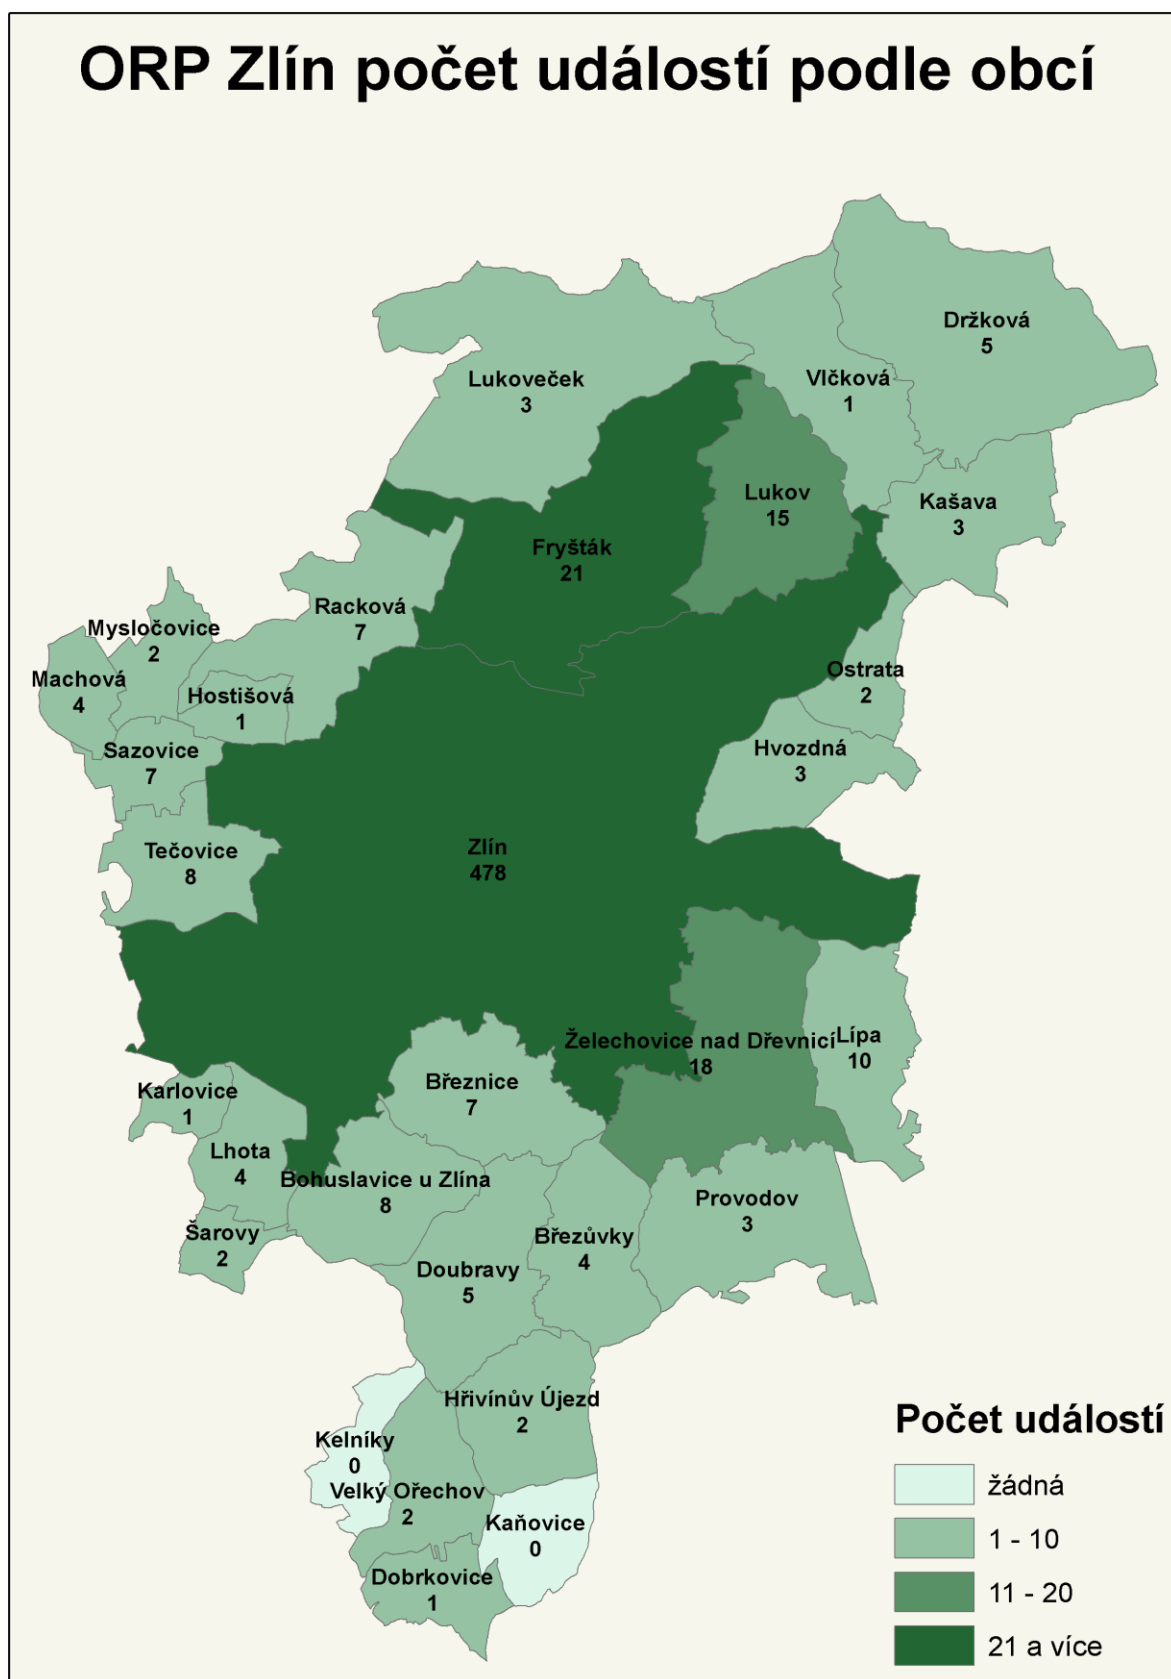 ORP Zlín počet událostí podle obcí
Držková
5
Lukoveček
3
Vlčková
1
Lukov
15
Kašava
3
Fryšták
21
Racková
7
Mysločovice
2
Machová
4
Hostišová
1
Ostrata
2
Sazovice
7
Hvozdná
3
Tečovice
8
Zlín
478
Želechovice nad Dřevnicí
18
Lípa
10
Březnice
7
Karlovice
1
Lhota
4
Bohuslavice u Zlína
8
Provodov
3
Šarovy
2
Březůvky
4
Doubravy
5
Hřivínův Újezd
2
Kelníky
0
Velký Ořechov
2
Kaňovice
0
Dobrkovice
1
Počet událostí
žádná
1 - 10
11 - 20
21 a více